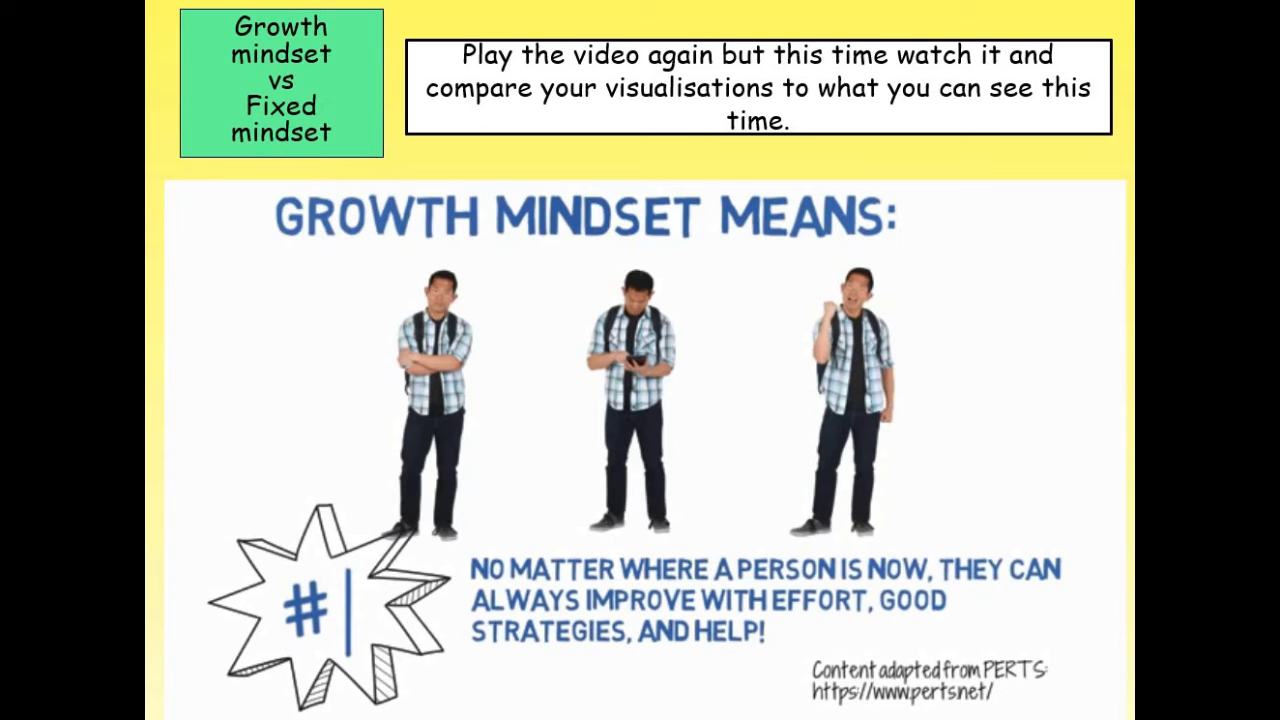 Growth
mindset
vs
Fixed
mindset
Play the video again but this time watch it and
compare your visualisations to what you can see this
time.
GROWTH MINDSET MEANS:
#1
NO MATTER WHERE A PERSON IS NOW, THEY CAN
ALWAYS IMPROVE WITH EFFORT, GOOD
STRATEGIES, AND HELP!
Content adapted from PERTS:
https://www.perts.net/